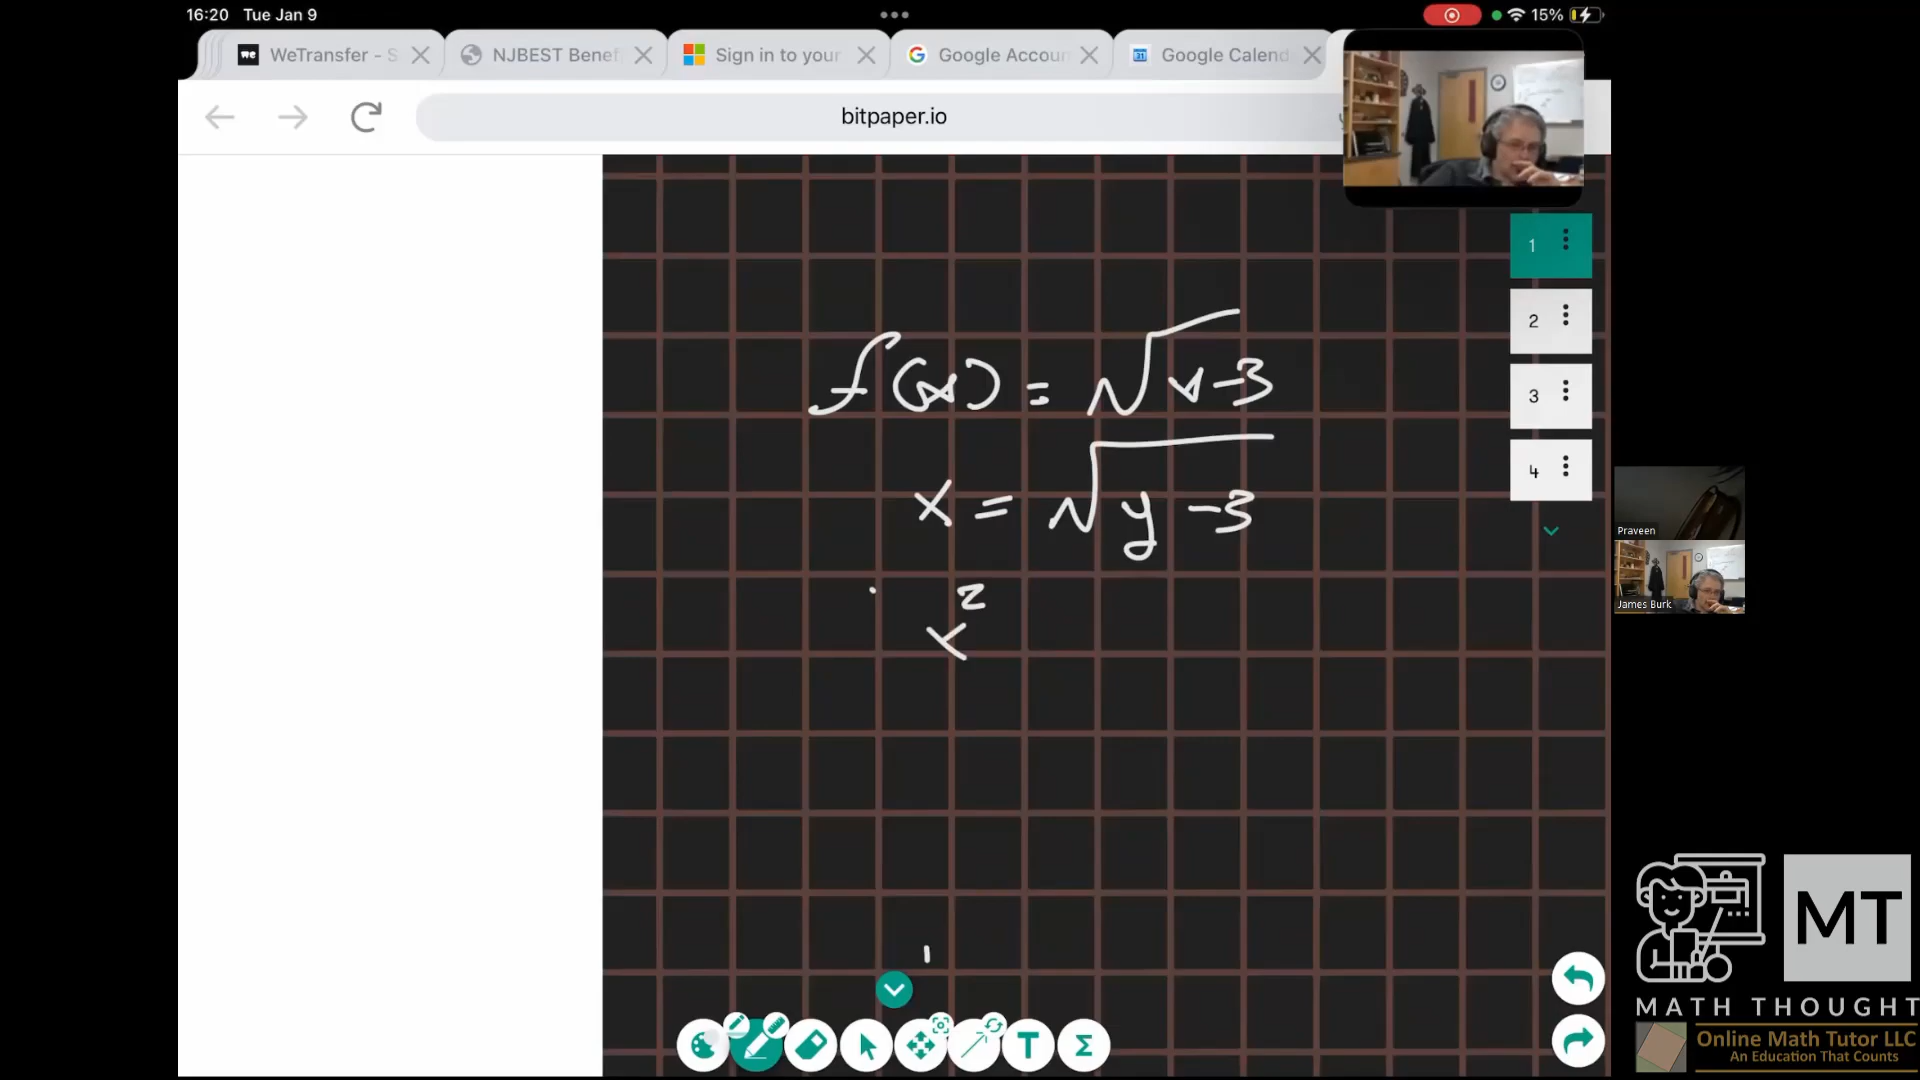 16:20 Tue Jan 9
15%
WeTransfer - S
NJBEST Benef
Sign in to your
Google Accoun
Google Calend
bitpaper.io
1
2
3
4
f(x) = √x-3
x = √y -3
x²
Praveen
James Burk
T
Σ
MT
MATH THOUGHT
Online Math Tutor LLC
An Education That Counts